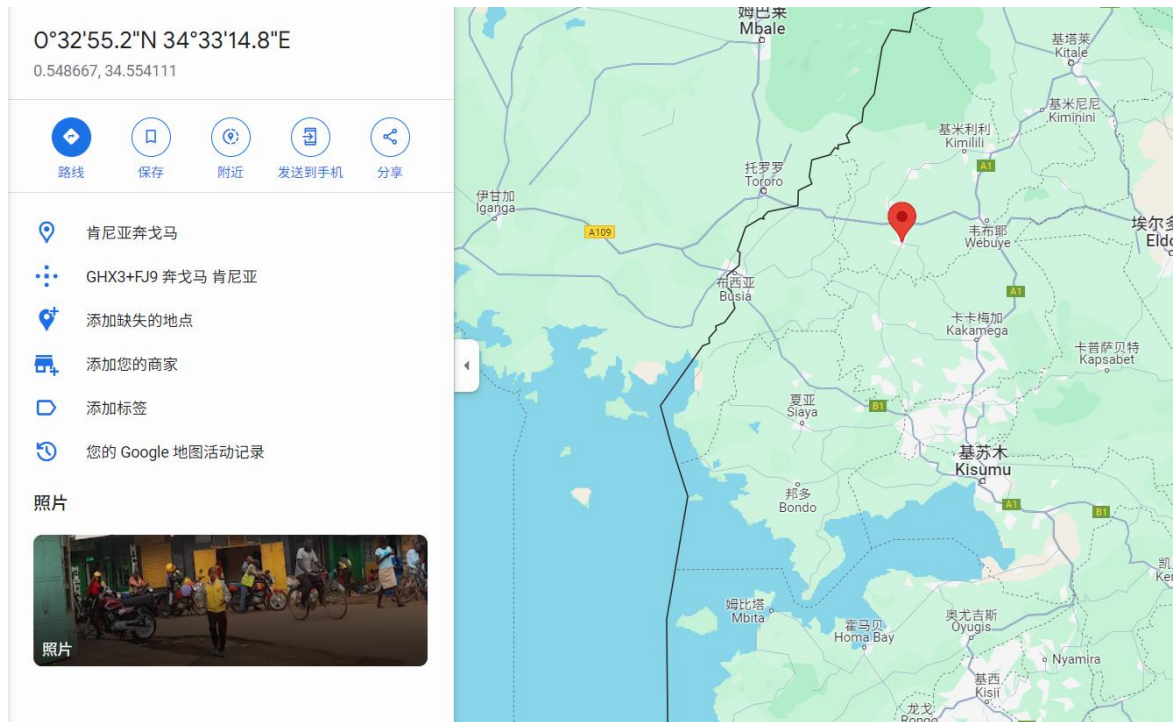 0°32'55.2"N 34°33'14.8"E
0.548667, 34.554111
路线
保存
附近
发送到手机
分享
肯尼亚奔戈马
GHX3+FJ9 奔戈马 肯尼亚
添加缺失的地点
添加您的商家
添加标签
您的 Google 地图活动记录
照片
照片
姆巴莱
Mbale
基塔莱
Kitale
基米尼尼
Kiminini
基米利利
Kimilili
A1
托罗罗
Tororo
伊甘加
Iganga
A109
韦布耶
Webuye
埃尔多
Eldo
布西亚
Busia
A1
卡卡梅加
Kakamega
卡普萨贝特
Kapsabet
夏亚
Siaya
B1
基苏木
Kisumu
邦多
Bondo
A1
B1
凯
Ker
姆比塔
Mbita
霍马贝
Homa Bay
奥尤吉斯
Oyugis
Nyamira
基西
Kisii
龙戈
Rongo